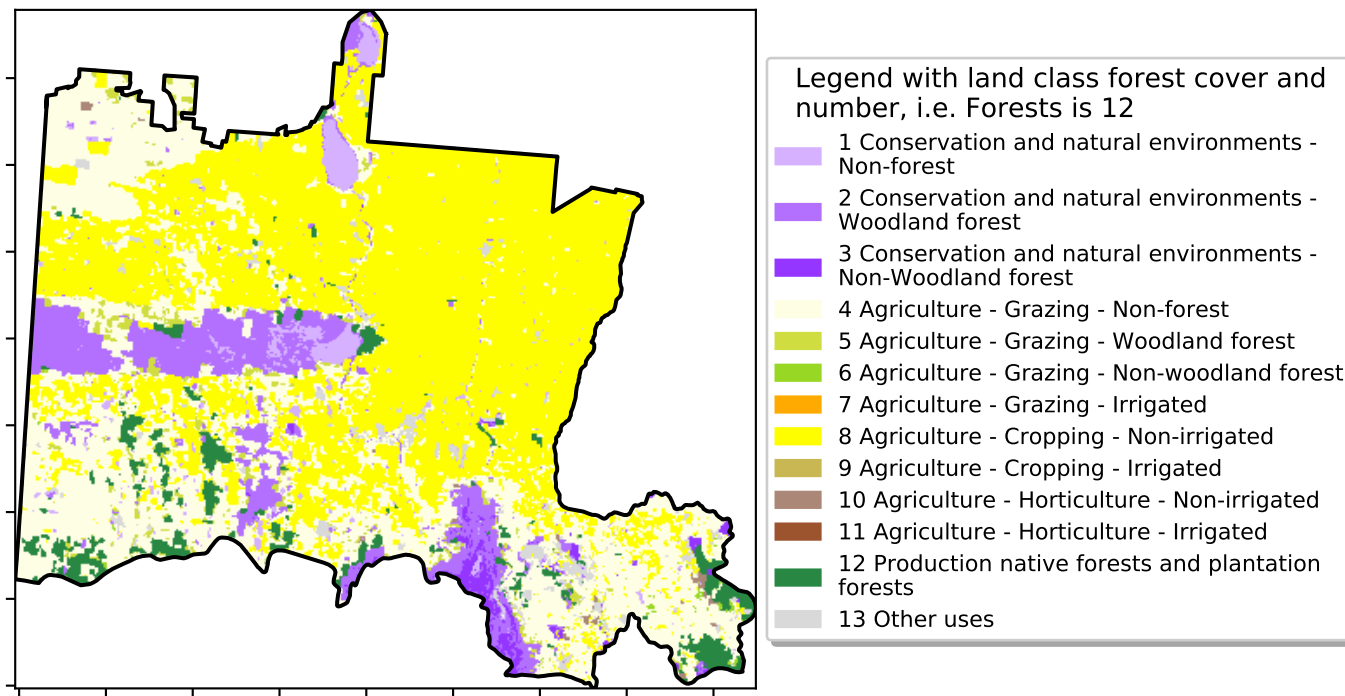 Legend with land class forest cover and
number, i.e. Forests is 12
1 Conservation and natural environments -
Non-forest
2 Conservation and natural environments -
Woodland forest
3 Conservation and natural environments -
Non-Woodland forest
4 Agriculture - Grazing - Non-forest
5 Agriculture - Grazing - Woodland forest
6 Agriculture - Grazing - Non-woodland forest
7 Agriculture - Grazing - Irrigated
8 Agriculture - Cropping - Non-irrigated
9 Agriculture - Cropping - Irrigated
10 Agriculture - Horticulture - Non-irrigated
11 Agriculture - Horticulture - Irrigated
12 Production native forests and plantation
forests
13 Other uses